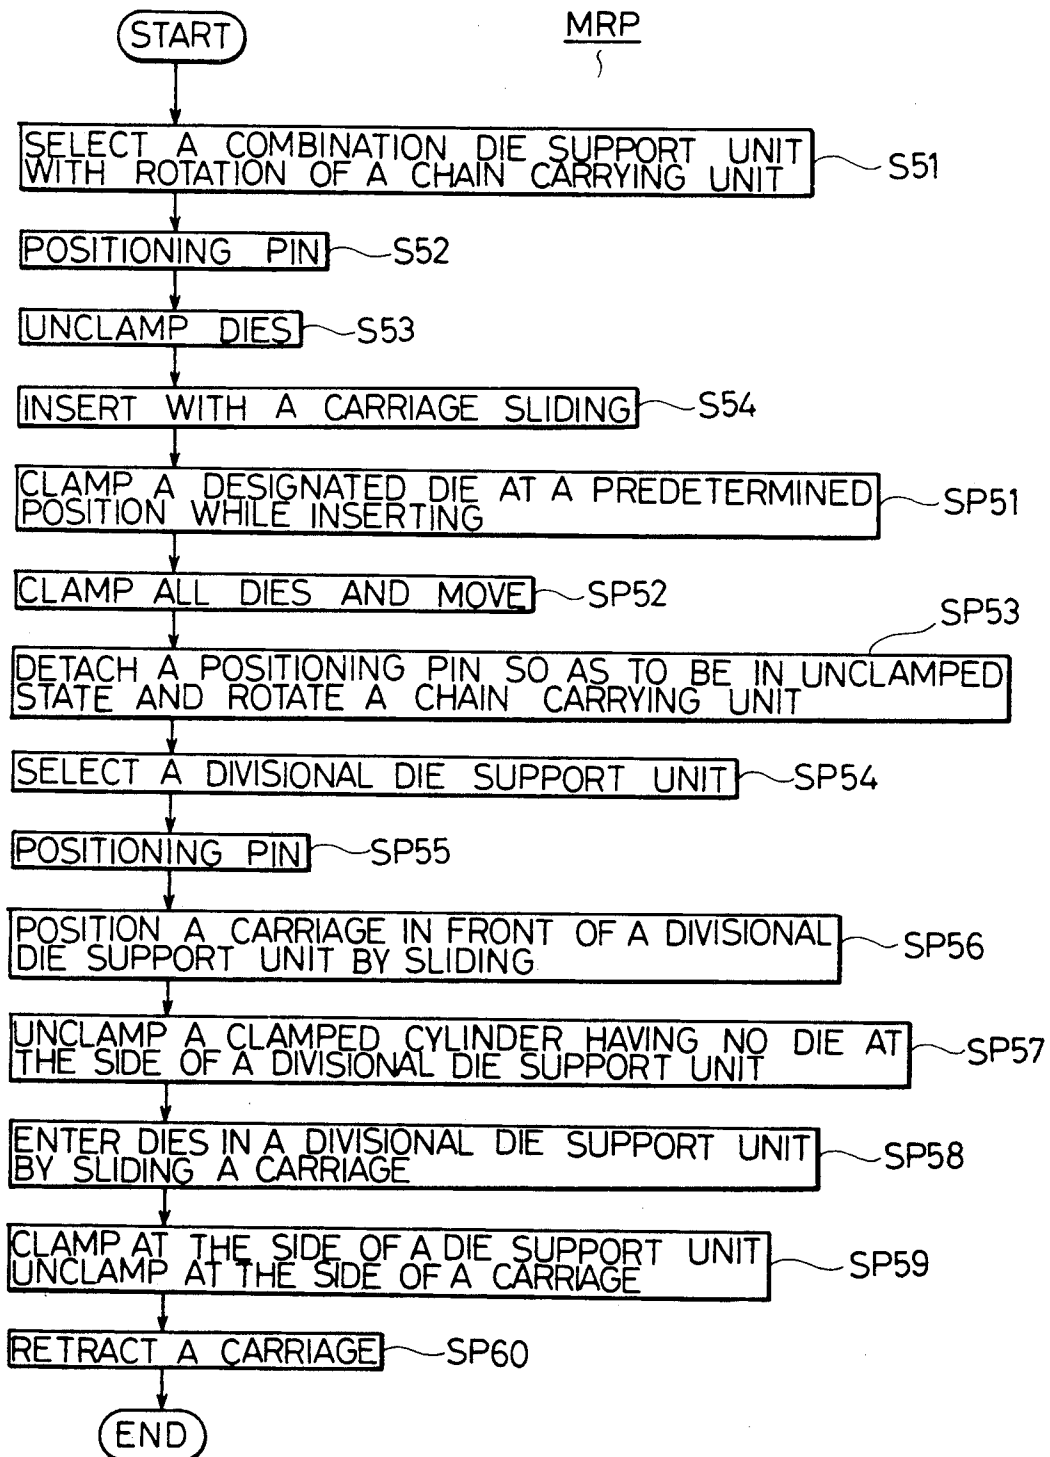 START
MRP
SELECT A COMBINATION DIE SUPPORT UNIT
WITH ROTATION OF A CHAIN CARRYING UNIT
S51
POSITIONING PIN
S52
UNCLAMP DIES
S53
INSERT WITH A CARRIAGE SLIDING
S54
CLAMP A DESIGNATED DIE AT A PREDETERMINED
POSITION WHILE INSERTING
SP51
CLAMP ALL DIES AND MOVE
SP52
SP53
DETACH A POSITIONING PIN SO AS TO BE IN UNCLAMPED
STATE AND ROTATE A CHAIN CARRYING UNIT
SELECT A DIVISIONAL DIE SUPPORT UNIT
SP54
POSITIONING PIN
SP55
POSITION A CARRIAGE IN FRONT OF A DIVISIONAL
DIE SUPPORT UNIT BY SLIDING
SP56
UNCLAMP A CLAMPED CYLINDER HAVING NO DIE AT
THE SIDE OF A DIVISIONAL DIE SUPPORT UNIT
SP57
ENTER DIES IN A DIVISIONAL DIE SUPPORT UNIT
BY SLIDING A CARRIAGE
SP58
CLAMP AT THE SIDE OF A DIE SUPPORT UNIT
UNCLAMP AT THE SIDE OF A CARRIAGE
SP59
RETRACT A CARRIAGE
SP60
END